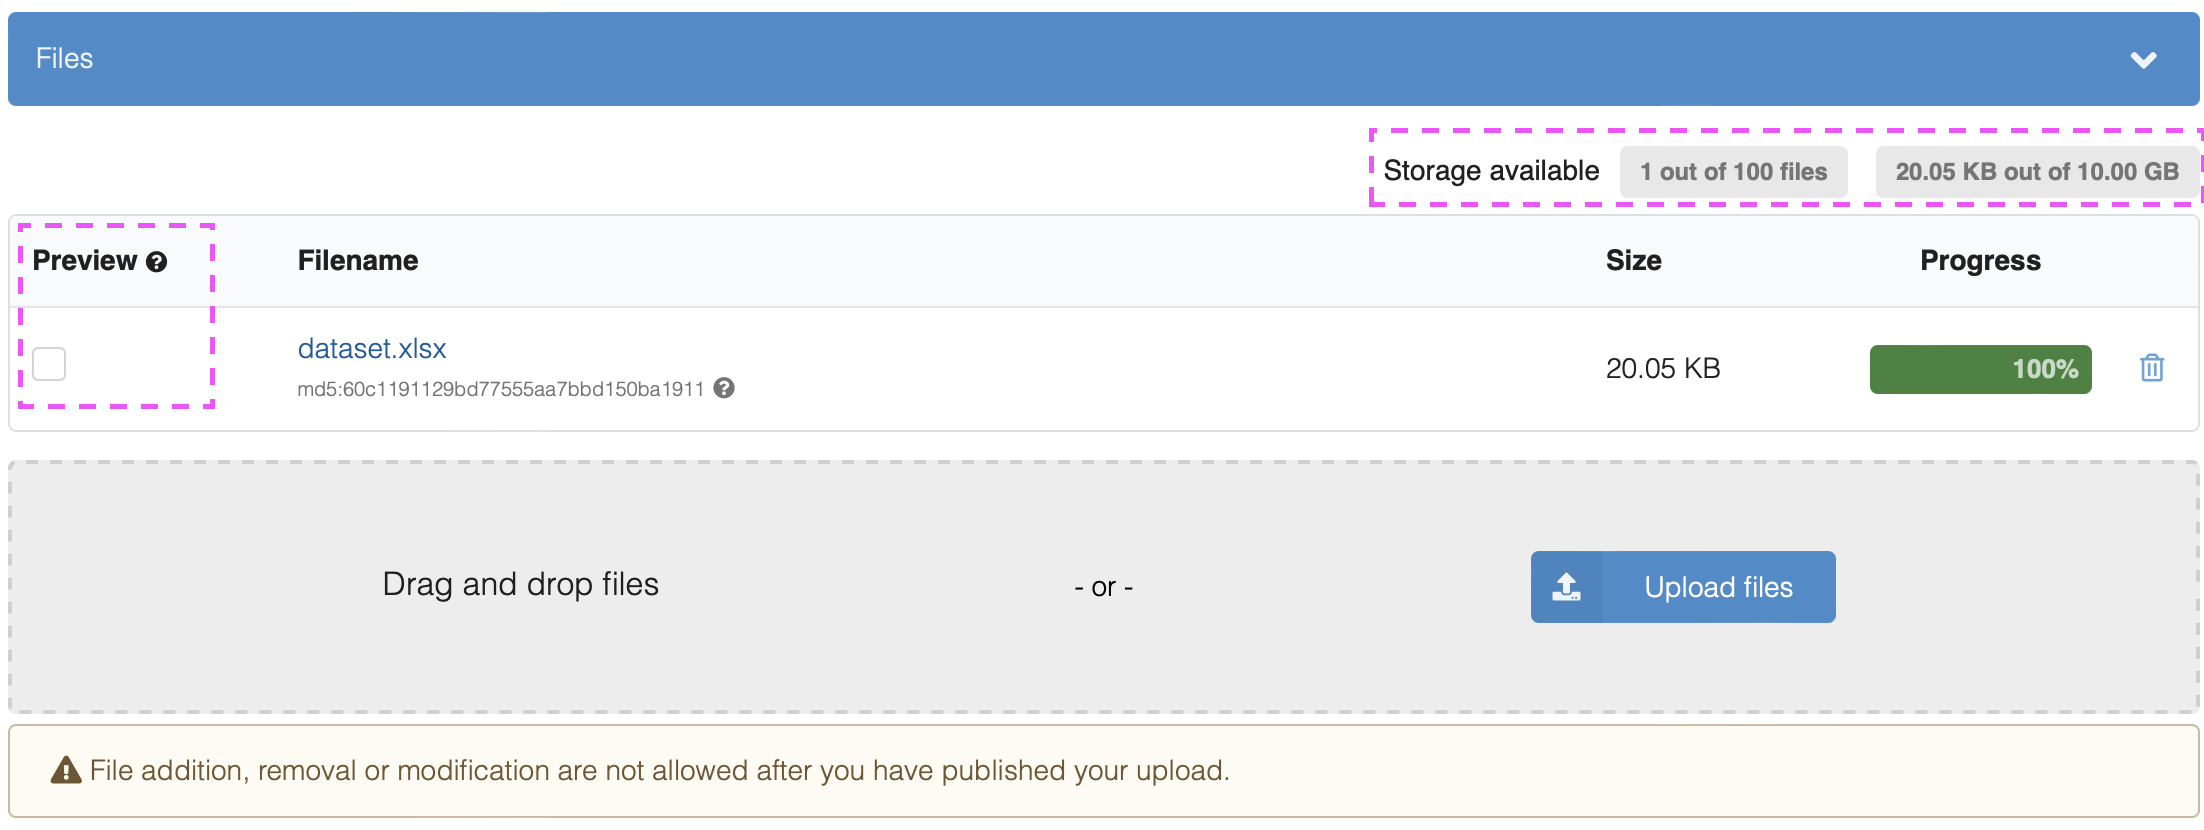 Files
Storage available 1 out of 100 files 20.05 KB out of 10.00 GB
Preview Filename Size Progress
dataset.xlsx
md5:60c1191129bd77555aa7bbd150ba1911
20.05 KB 100%
Drag and drop files - or - Upload files
File addition, removal or modification are not allowed after you have published your upload.